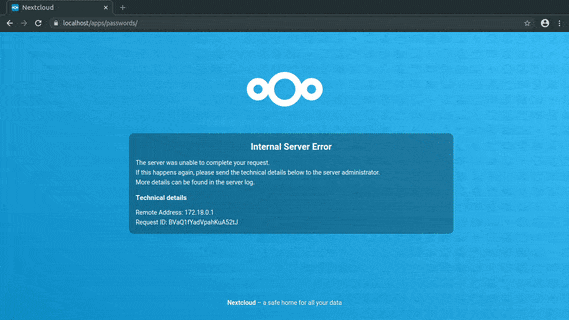 Nextcloud
localhost/apps/passwords/
Internal Server Error
The server was unable to complete your request.
If this happens again, please send the technical details below to the server administrator.
More details can be found in the server log.
Technical details
Remote Address: 172.18.0.1
Request ID: BVaQ1fYadVpahKuA52tJ
Nextcloud – a safe home for all your data